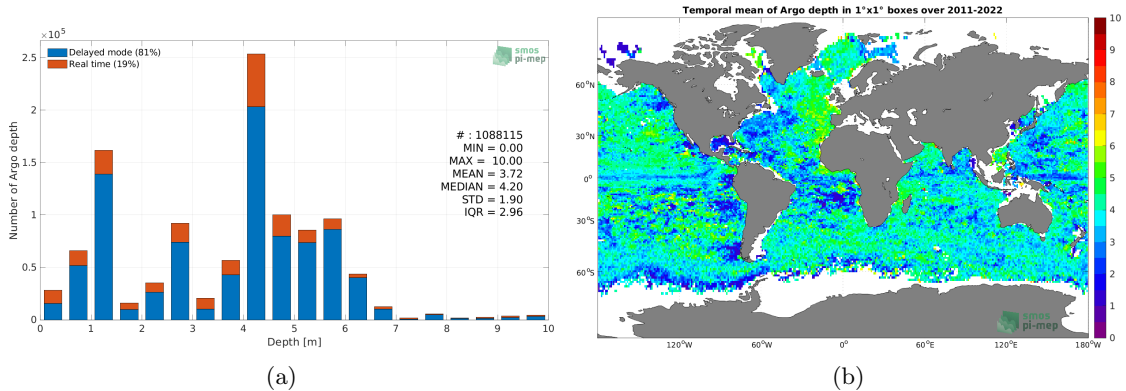 ×10⁵
Delayed mode (81%)
Real time (19%)
smos
pi-mep
# : 1088115
MIN = 0.00
MAX = 10.00
MEAN = 3.72
MEDIAN = 4.20
STD = 1.90
IQR = 2.96
Number of Argo depth
2.5
2
1.5
1
0.5
0
0 1 2 3 4 5 6 7 8 9 10
Depth [m]
(a)
Temporal mean of Argo depth in 1°x1° boxes over 2011-2022
60°N
30°N
0°
30°S
60°S
120°W 60°W 0° 60°E 120°E 180°W
10
9
8
7
6
5
4
3
2
1
0
smos
pi-mep
(b)